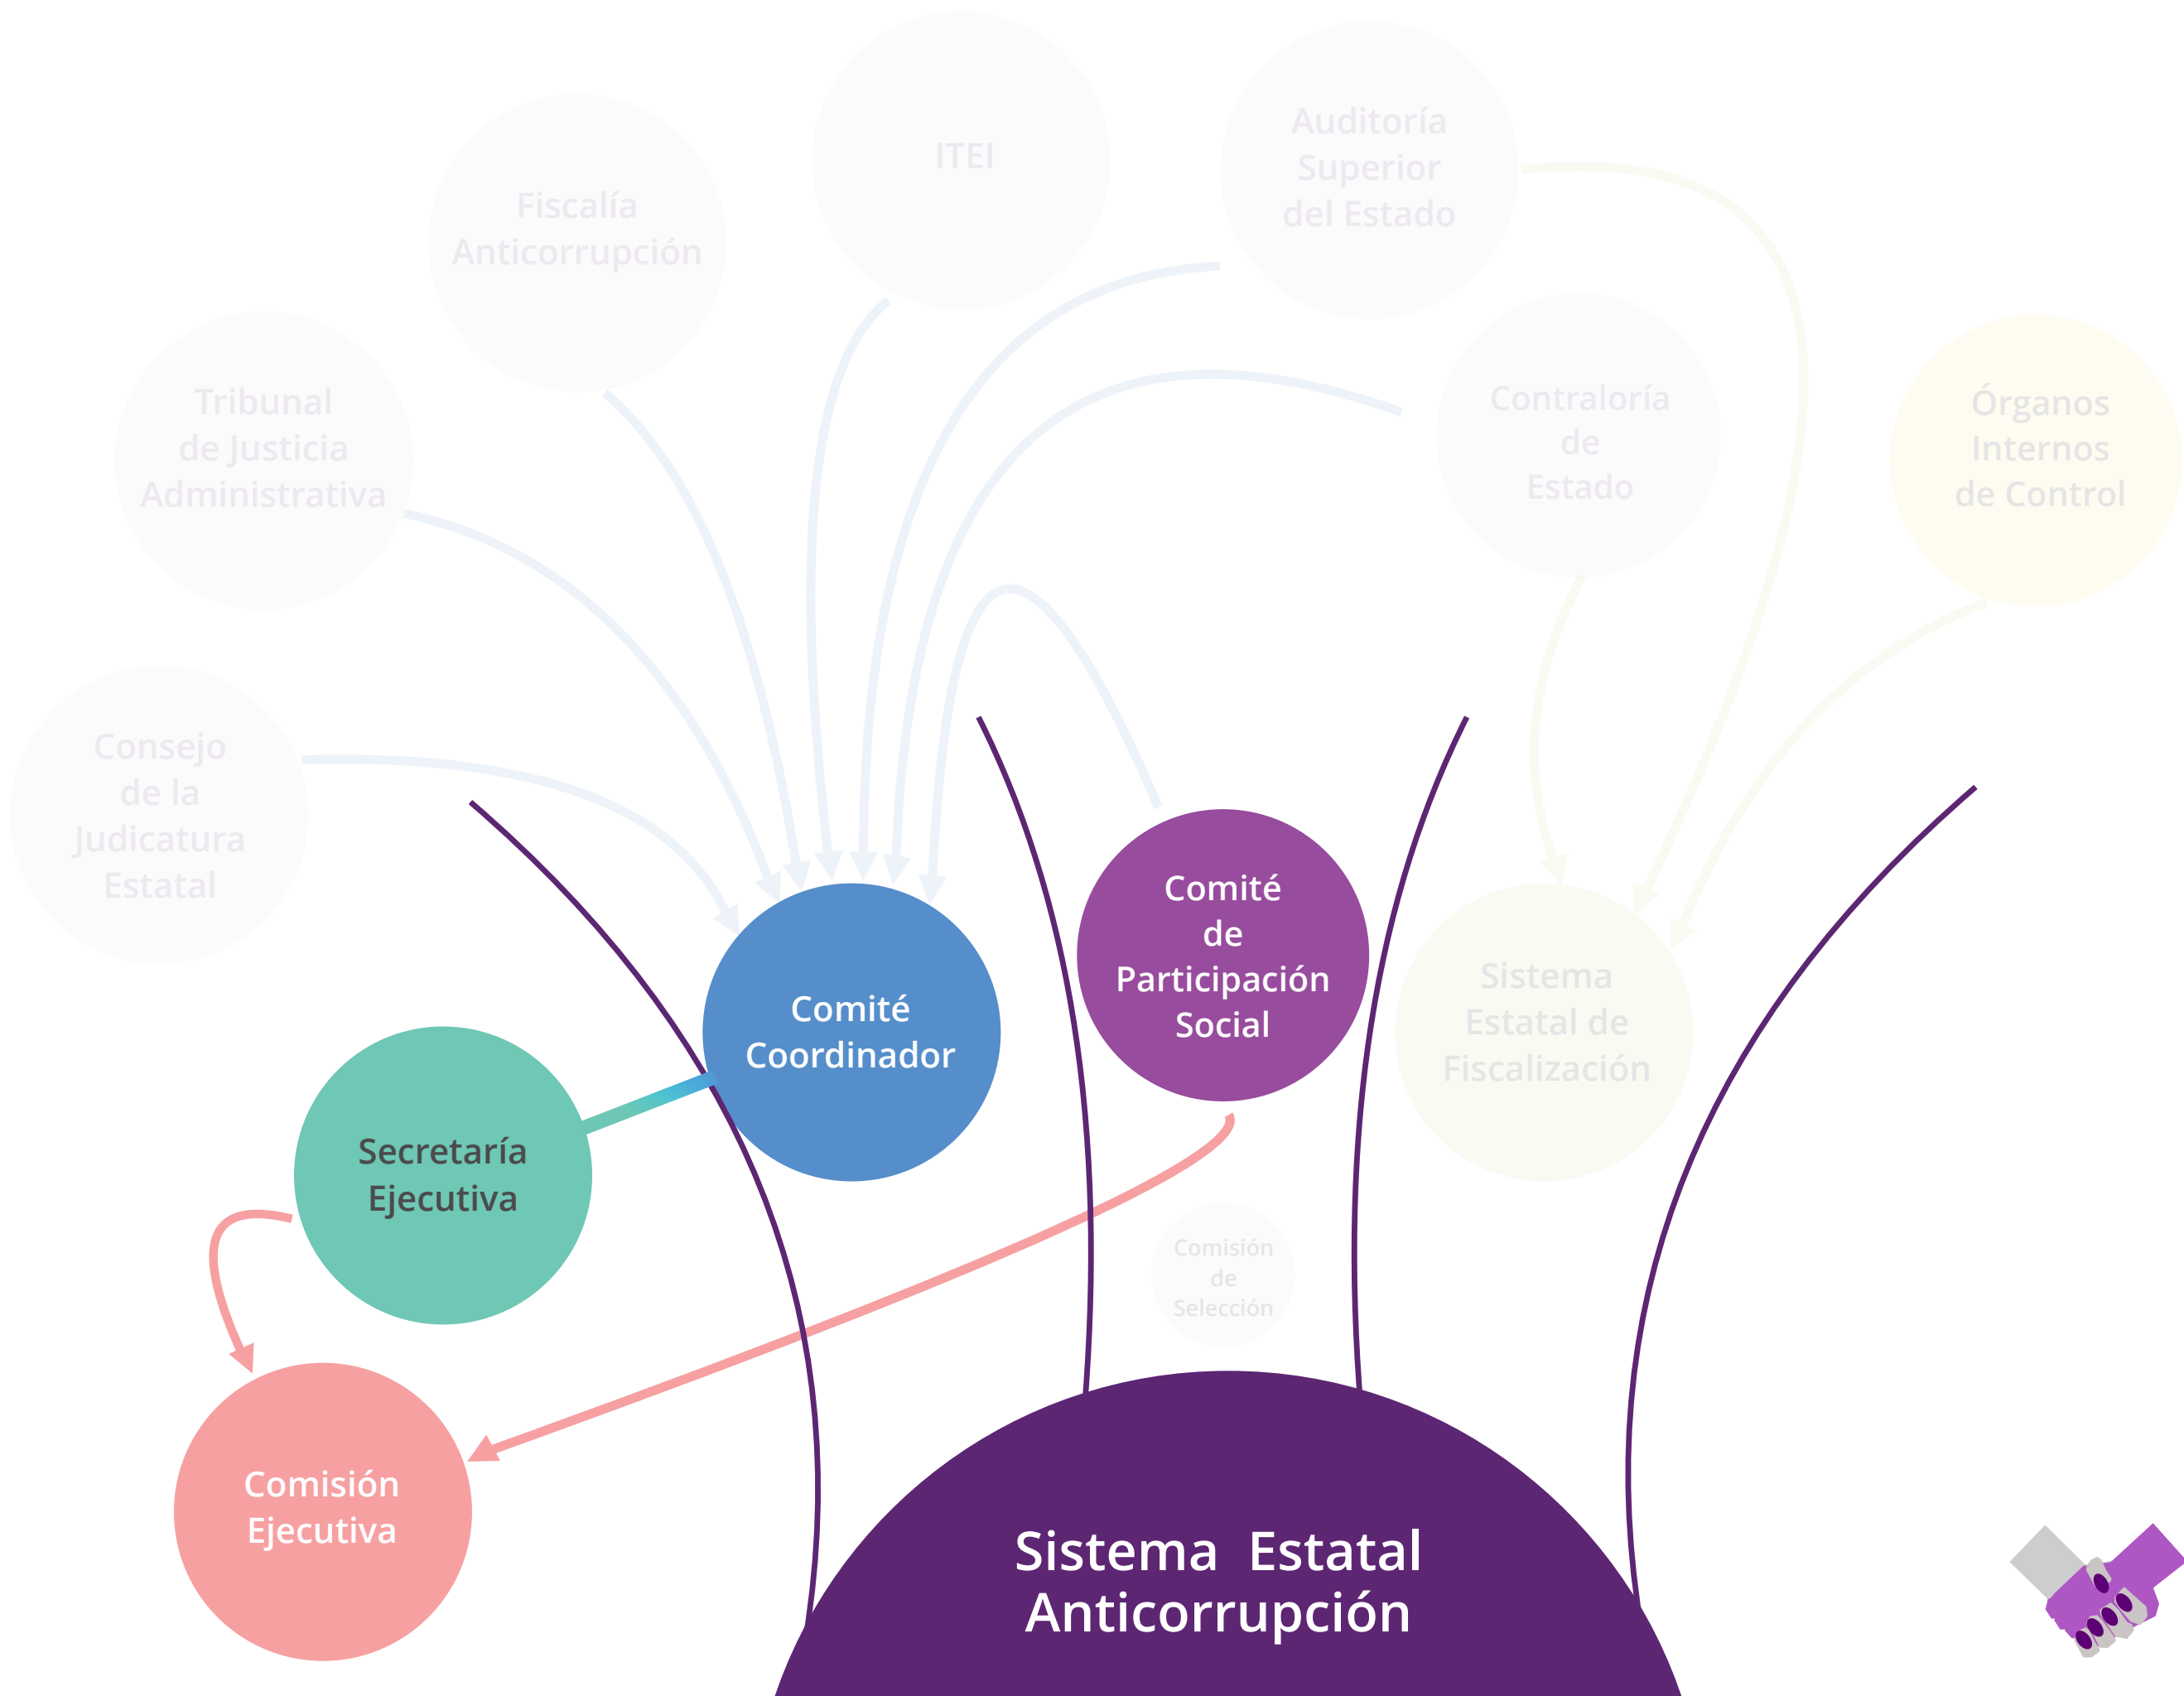 ITEI
Auditoría
Superior
del Estado
Fiscalía
Anticorrupción
Contraloría
de
Estado
Órganos
Internos
de Control
Tribunal
de Justicia
Administrativa
Consejo
de la
Judicatura
Estatal
Comité
de
Participación
Social
Comité
Coordinador
Sistema
Estatal de
Fiscalización
Secretaría
Ejecutiva
Comisión
de
Selección
Comisión
Ejecutiva
Sistema Estatal
Anticorrupción